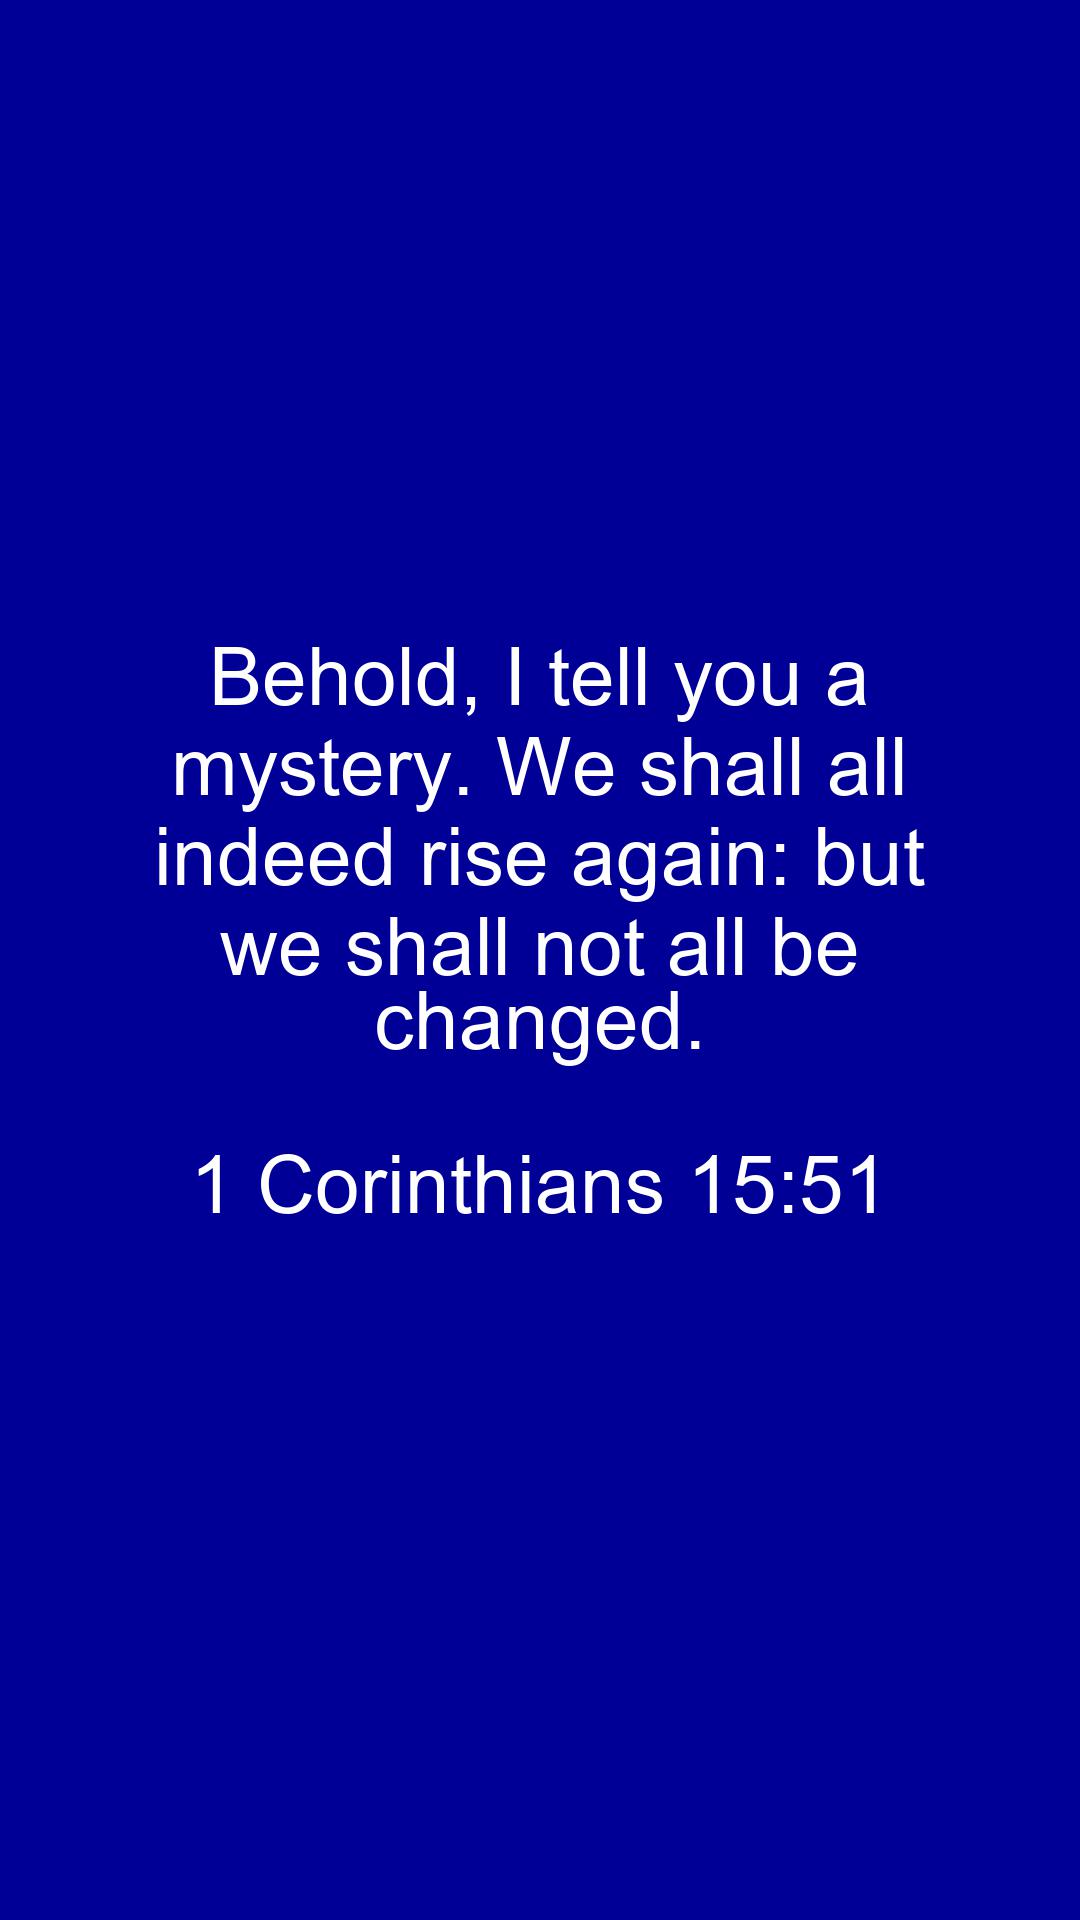 Behold, I tell you a
mystery. We shall all
indeed rise again: but
we shall not all be
changed.
1 Corinthians 15:51